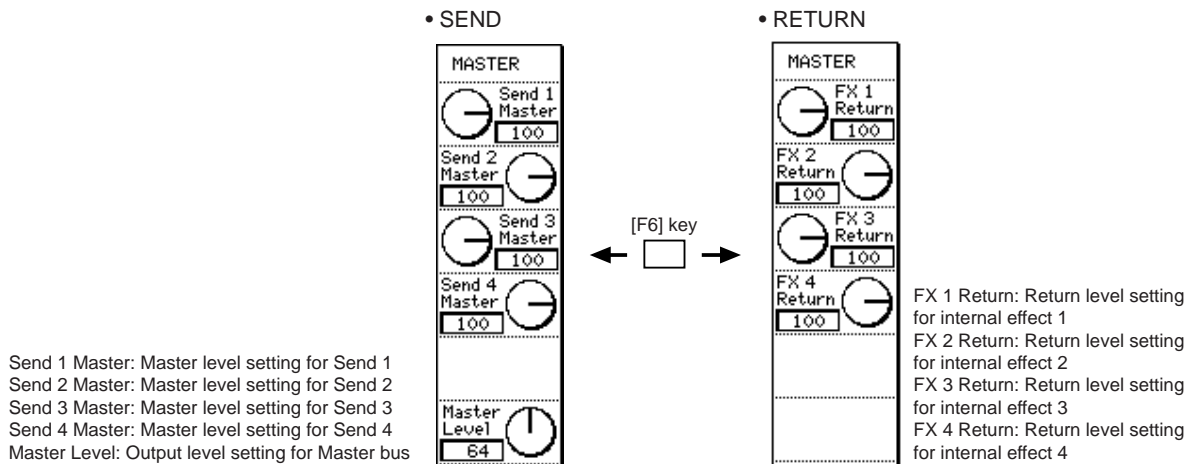 • SEND
MASTER
Send 1
Master
100
Send 2
Master
100
Send 3
Master
100
Send 4
Master
100
Master
Level
64
Send 1 Master: Master level setting for Send 1
Send 2 Master: Master level setting for Send 2
Send 3 Master: Master level setting for Send 3
Send 4 Master: Master level setting for Send 4
Master Level: Output level setting for Master bus
[F6] key
• RETURN
MASTER
FX 1
Return
100
FX 2
Return
100
FX 3
Return
100
FX 4
Return
100
FX 1 Return: Return level setting
for internal effect 1
FX 2 Return: Return level setting
for internal effect 2
FX 3 Return: Return level setting
for internal effect 3
FX 4 Return: Return level setting
for internal effect 4